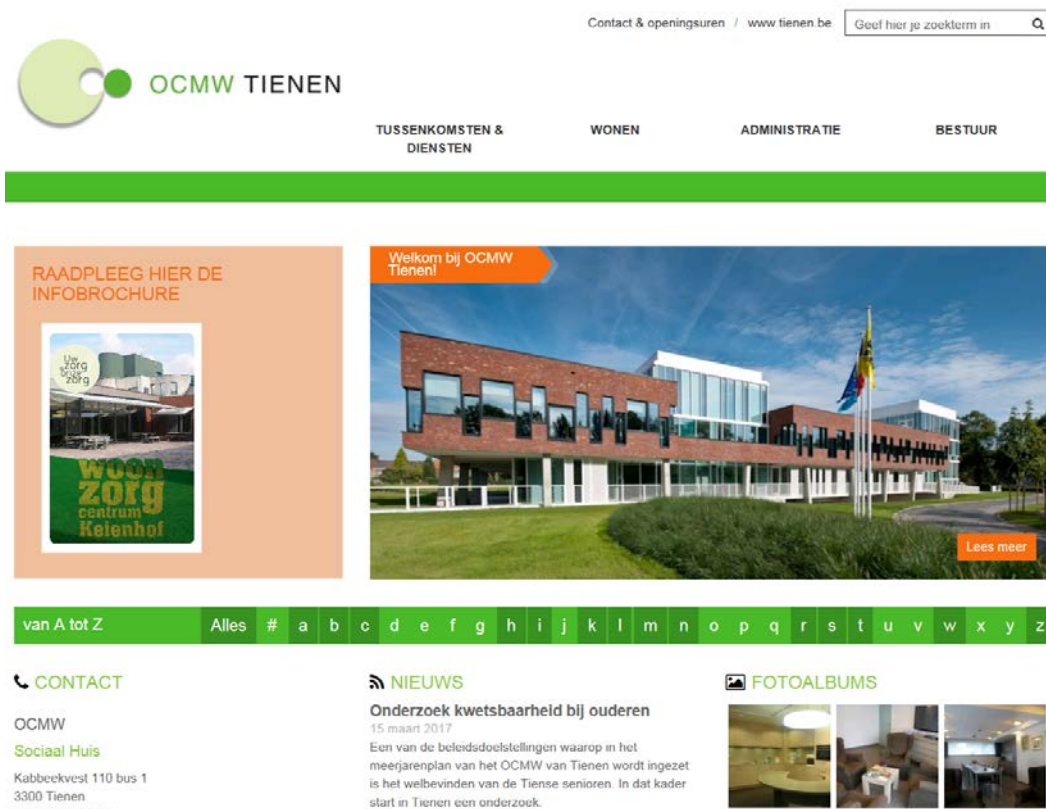 Contact & openingsuren / www.tienen.be
Geef hier je zoekterm in
OCMW TIENEN
TUSSENKOMSTEN &
DIENSTEN
WONEN
ADMINISTRATIE
BESTUUR
RAADPLEEG HIER DE
INFOBROCHURE
Uw
zorg
onze
zorg
woon
zorg
centrum
Keienhof
Welkom bij OCMW
Tienen!
Lees meer
van A tot Z Alles # a b c d e f g h i j k l m n o p q r s t u v w x y z
CONTACT
OCMW
Sociaal Huis
Kabbeekvest 110 bus 1
3300 Tienen
NIEUWS
Onderzoek kwetsbaarheid bij ouderen
15 maart 2017
Een van de beleidsdoelstellingen waarop in het
meerjarenplan van het OCMW van Tienen wordt ingezet
is het welbevinden van de Tiense senioren. In dat kader
start in Tienen een onderzoek.
FOTOALBUMS